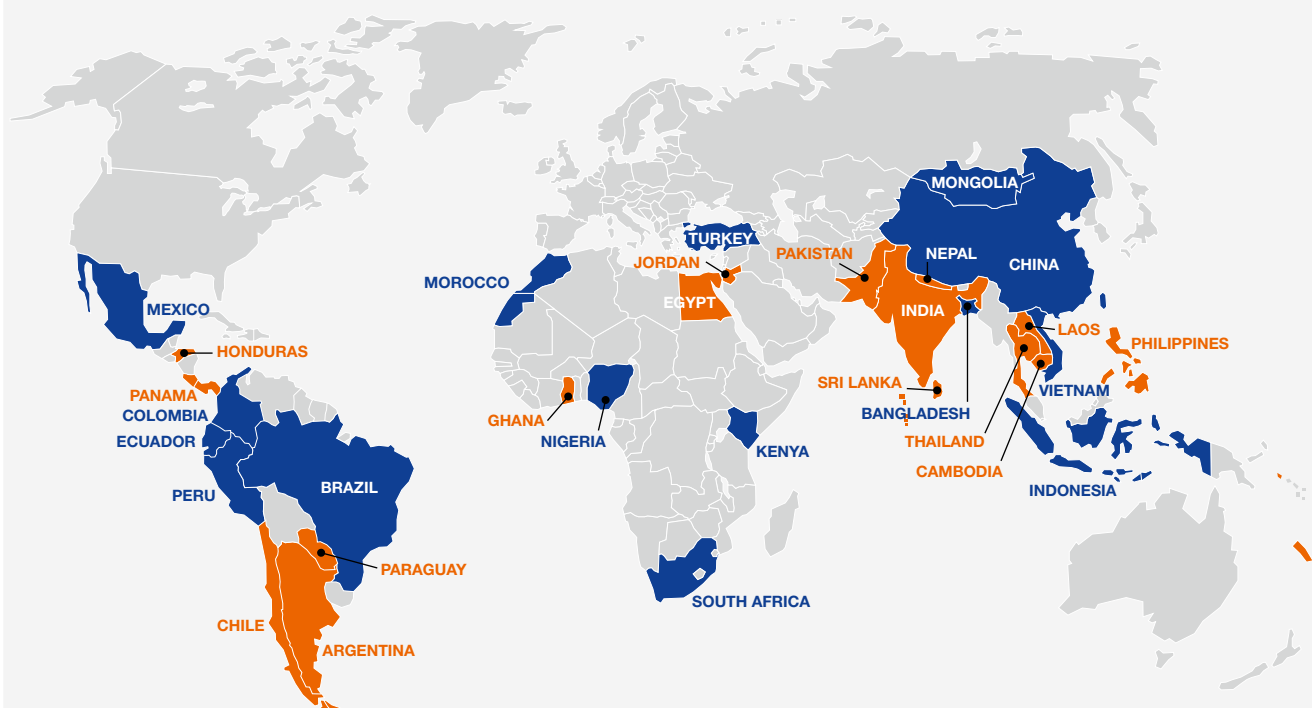 MONGOLIA
TURKEY
NEPAL
PAKISTAN
JORDAN
CHINA
MOROCCO
EGYPT
MEXICO
INDIA
LAOS
PHILIPPINES
HONDURAS
SRI LANKA
VIETNAM
PANAMA
COLOMBIA
BANGLADESH
GHANA
ECUADOR
NIGERIA
THAILAND
KENYA
CAMBODIA
BRAZIL
INDONESIA
PERU
PARAGUAY
SOUTH AFRICA
CHILE
ARGENTINA